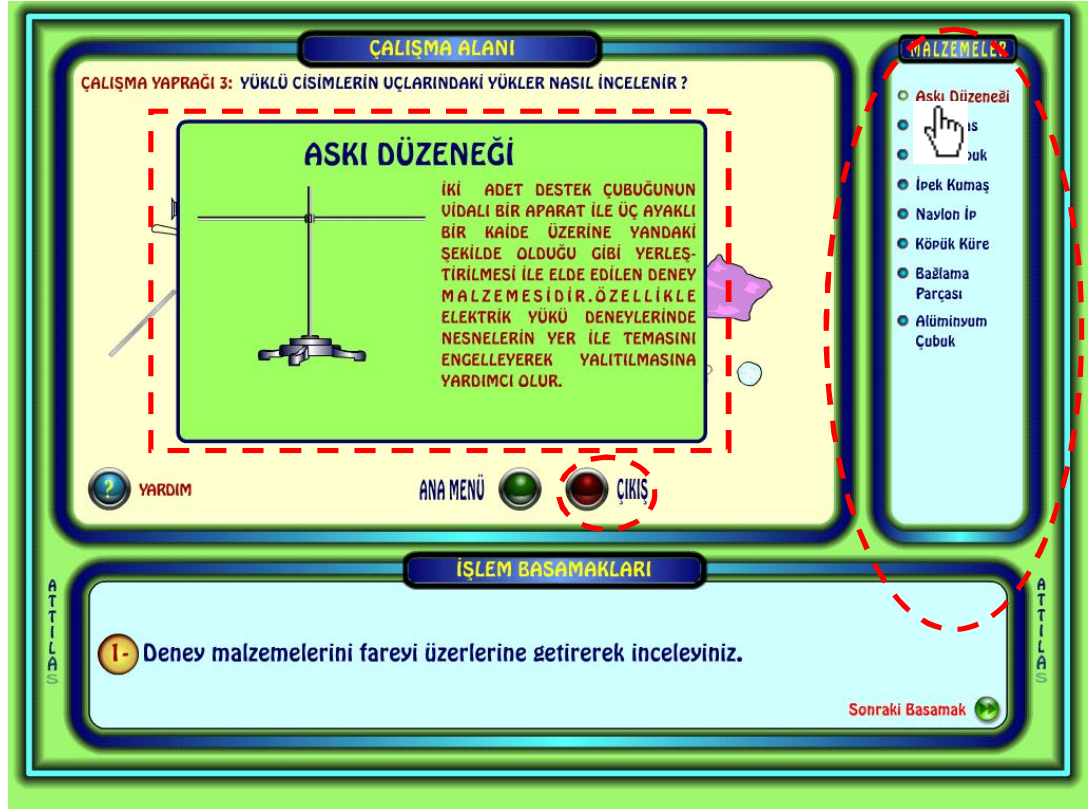 ÇALIŞMA ALANI
ÇALIŞMA YAPRAĞI 3: YÜKLÜ CİSİMLERİN UÇLARINDAKİ YÜKLER NASIL İNCELENİR ?
ASKI DÜZENEĞİ
İKİ ADET DESTEK ÇUBUĞUNUN
VİDALI BİR APARAT İLE ÜÇ AYAKLI
BİR KAİDE ÜZERİNE YANDAKİ
ŞEKİLDE OLDUĞU GİBİ YERLEŞ-
TİRİLMESİ İLE ELDE EDİLEN DENEY
MALZEMESİDİR.ÖZELLİKLE
ELEKTRİK YÜKÜ DENEYLERİNDE
NESNELERİN YER İLE TEMASINI
ENGELLEYEREK YALITILMASINA
YARDIMCI OLUR.
YARDIM
ANA MENÜ
ÇIKIŞ
MALZEMELER
Askı Düzeneği
İpek Kumaş
Naylon İp
Köpük Küre
Bağlama
Parçası
Alüminyum
Çubuk
İŞLEM BASAMAKLARI
1- Deney malzemelerini fareyi üzerlerine getirerek inceleyiniz.
Sonraki Basamak
ATTILAS
ATTILAS